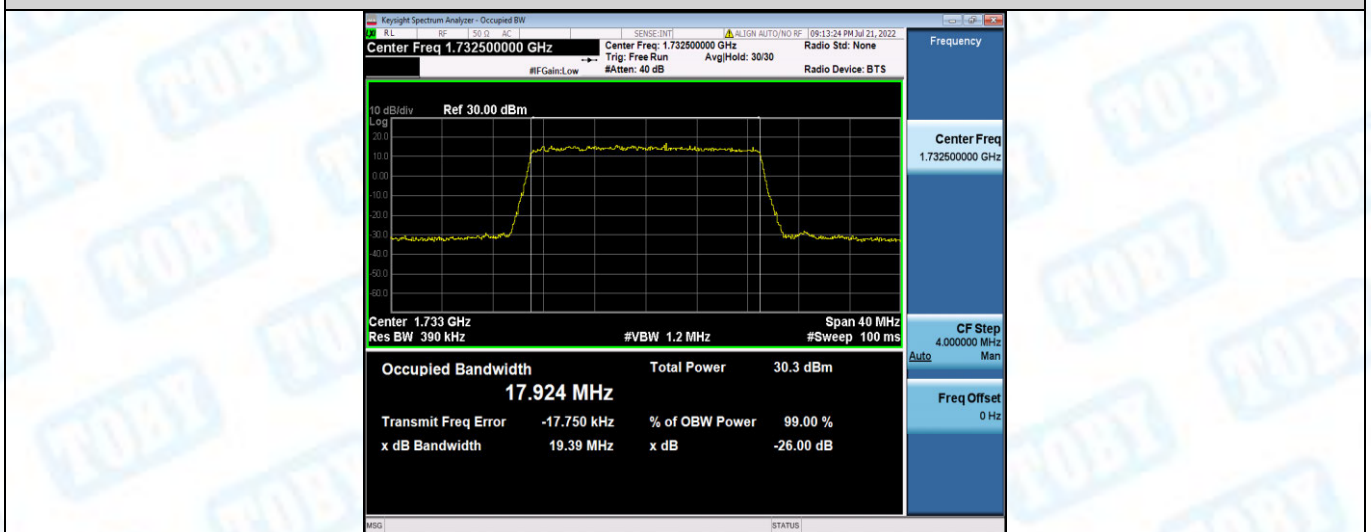 Keysight Spectrum Analyzer - Occupied BW
RL RF 50 Ω AC SENSE:INT ALIGN AUTO/NO RF 09:13:24 PM Jul 21, 2022
Center Freq 1.732500000 GHz
Center Freq: 1.732500000 GHz Radio Std: None
Trig: Free Run Avg|Hold: 30/30
#IFGain:Low #Atten: 40 dB Radio Device: BTS
Frequency
10 dB/div Ref 30.00 dBm
Log
20.0
10.0
0.00
-10.0
-20.0
-30.0
-40.0
-50.0
-60.0
Center 1.733 GHz Span 40 MHz
Res BW 390 kHz #VBW 1.2 MHz #Sweep 100 ms
Center Freq
1.732500000 GHz
CF Step
4.000000 MHz
Auto Man
Freq Offset
0 Hz
Occupied Bandwidth Total Power 30.3 dBm
17.924 MHz
Transmit Freq Error -17.750 kHz % of OBW Power 99.00 %
x dB Bandwidth 19.39 MHz x dB -26.00 dB
MSG STATUS
TOBY
TOBY
TOBY
TOBY
TOBY
TOBY
TOBY